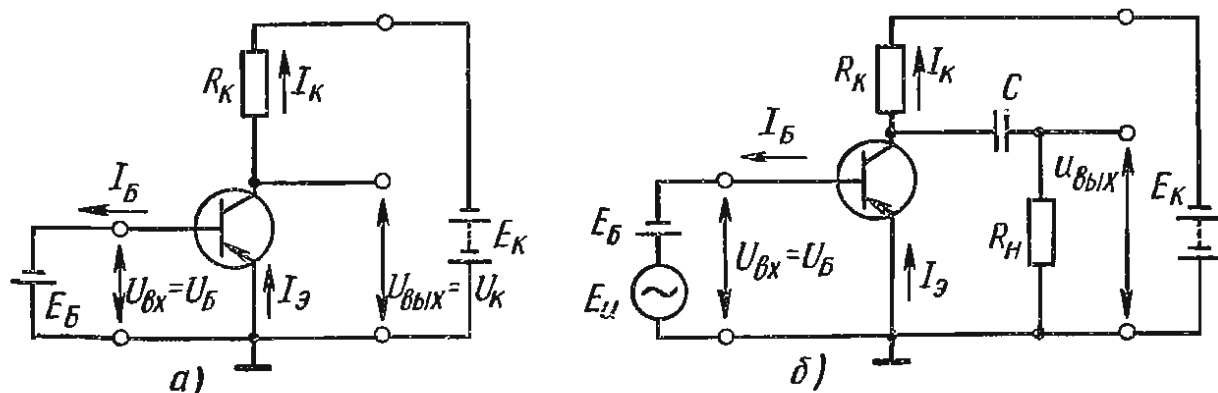 R_К
I_К
I_Б
E_Б
U_вх=U_Б
I_Э
U_вых=U_К
E_К
а)
R_К
I_К
C
I_Б
E_Б
E_И
U_вх=U_Б
I_Э
u_вых
R_Н
E_К
б)